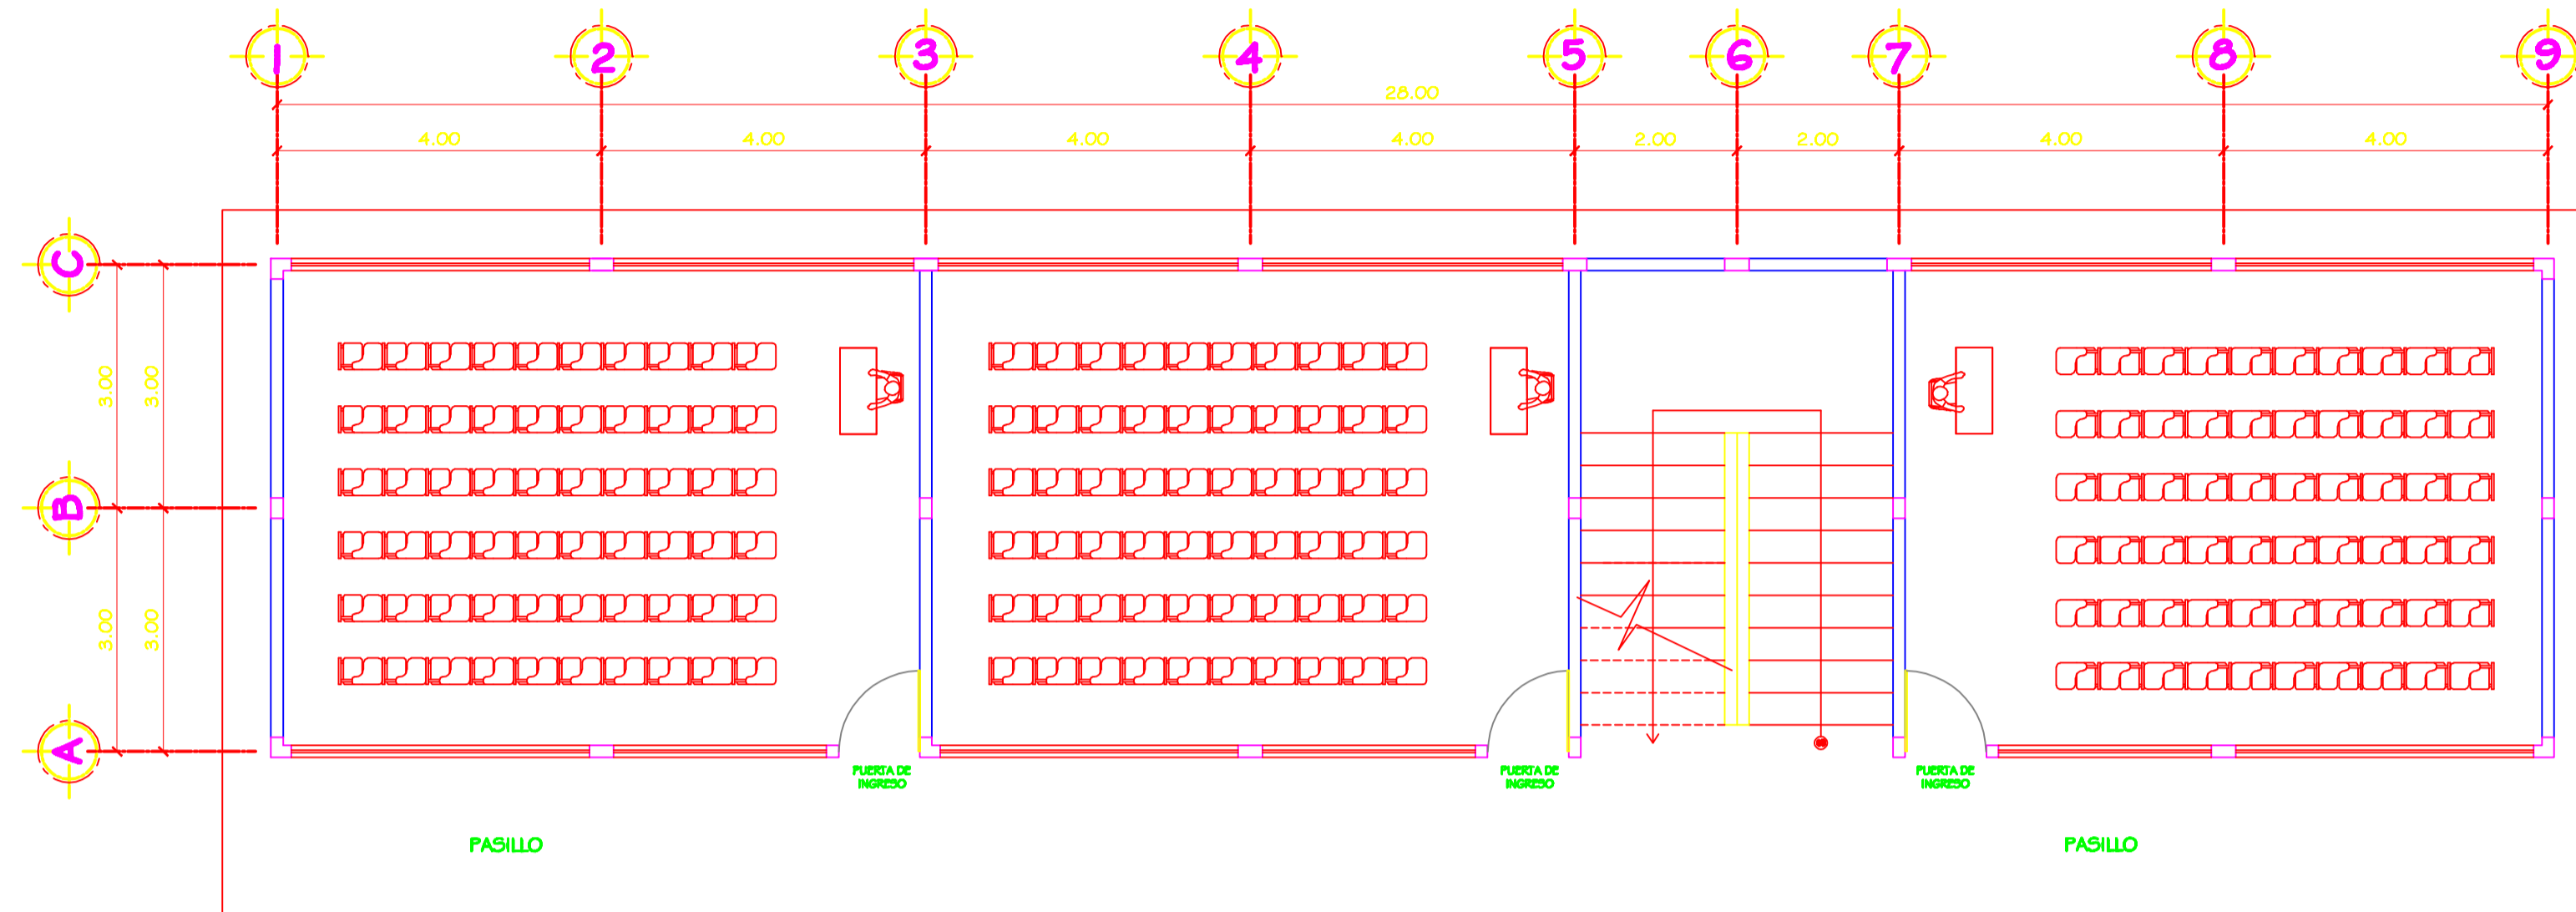 1 2 3 4 5 6 7 8 9
28.00
4.00 4.00 4.00 4.00 2.00 2.00 4.00 4.00
C
3.00 3.00
B
3.00 3.00
A
PUERTA DE
INGRESO
PUERTA DE
INGRESO
PUERTA DE
INGRESO
PASILLO
PASILLO